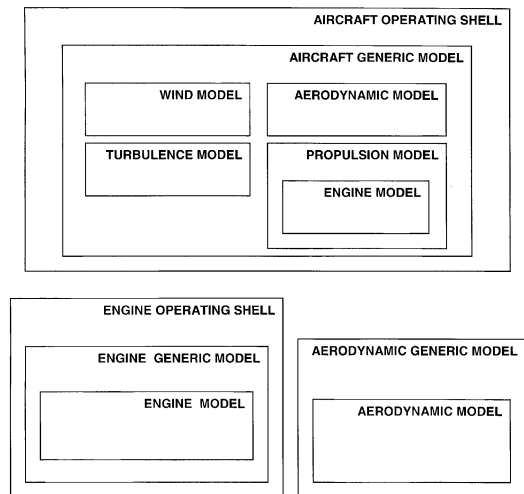 AIRCRAFT OPERATING SHELL
AIRCRAFT GENERIC MODEL
WIND MODEL
AERODYNAMIC MODEL
TURBULENCE MODEL
PROPULSION MODEL
ENGINE MODEL
ENGINE OPERATING SHELL
ENGINE GENERIC MODEL
ENGINE MODEL
AERODYNAMIC GENERIC MODEL
AERODYNAMIC MODEL